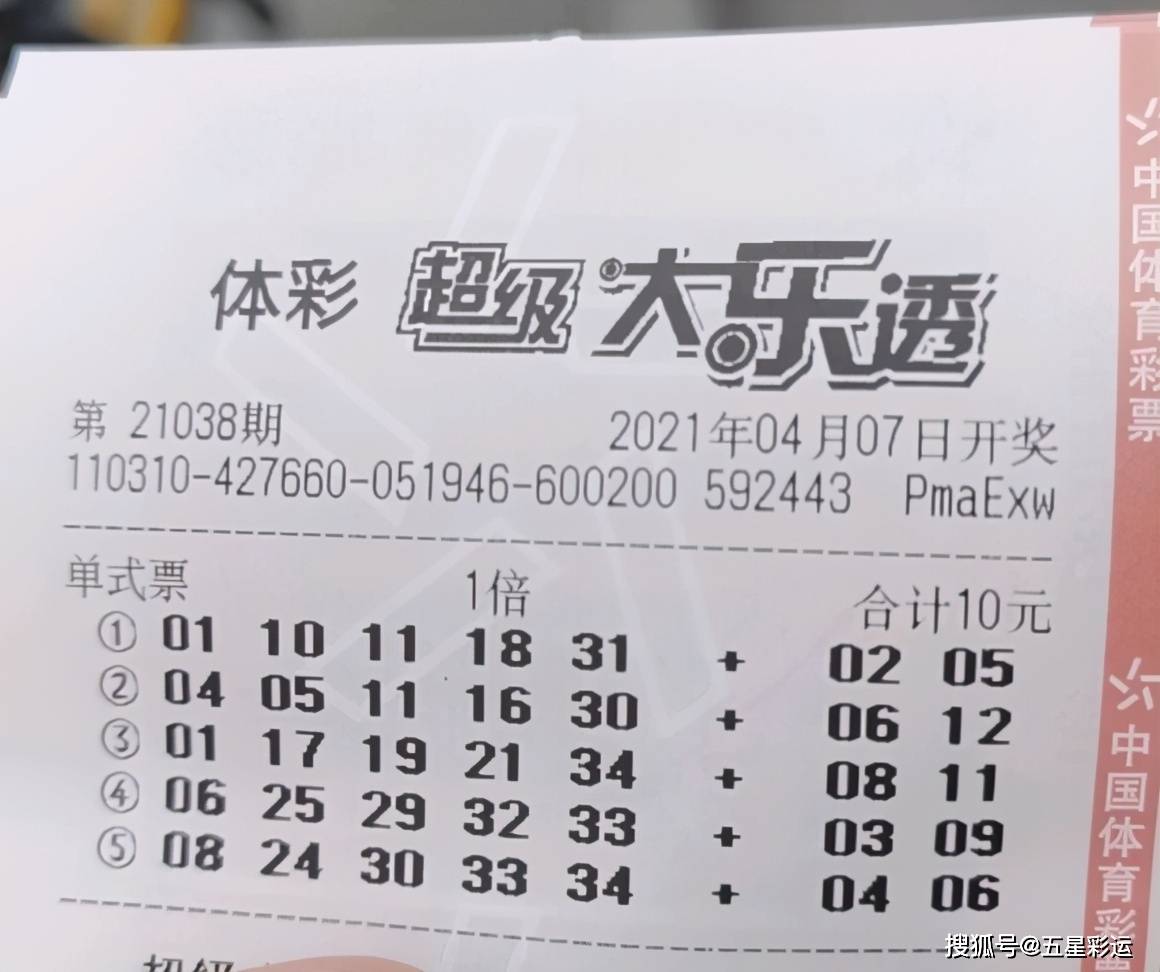 体彩 超级大乐透
第 21038期 2021年04月07日开奖
110310-427660-051946-600200 592443 PmaExw
单式票 1倍 合计10元
① 01 10 11 18 31 + 02 05
② 04 05 11 16 30 + 06 12
③ 01 17 19 21 34 + 08 11
④ 06 25 29 32 33 + 03 09
⑤ 08 24 30 33 34 + 04 06
超级
中国体育彩票
中国体育彩票
搜狐号@五星彩运